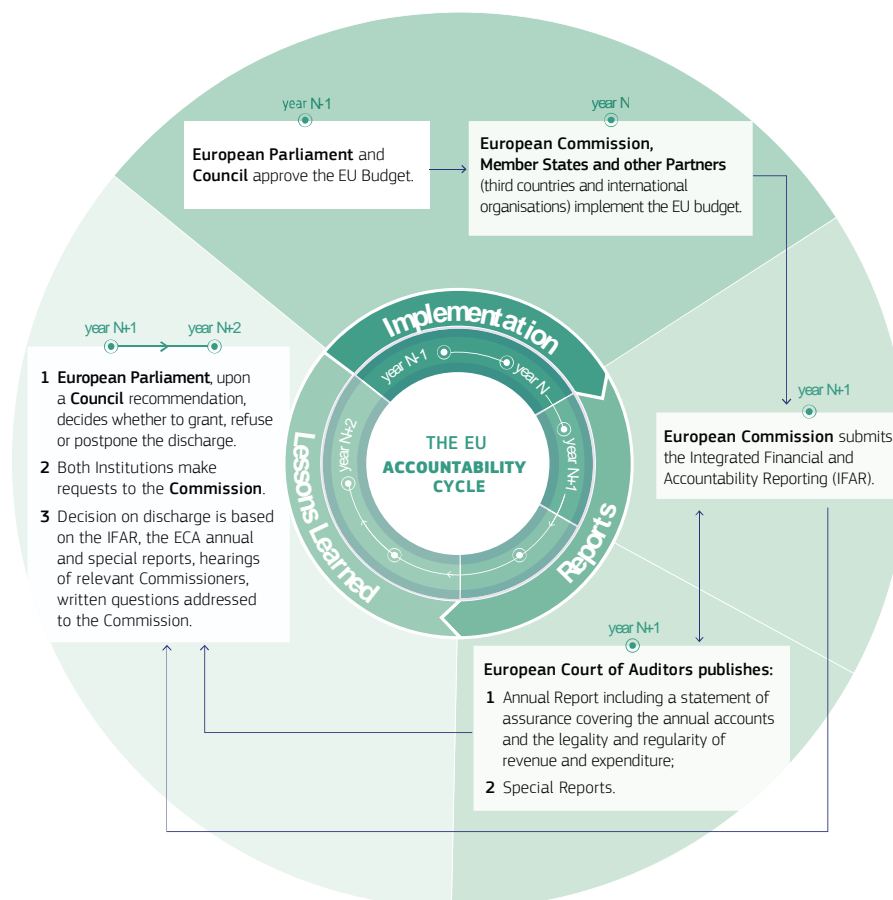 year N-1
European Parliament and
Council approve the EU Budget.
year N
European Commission,
Member States and other Partners
(third countries and international
organisations) implement the EU budget.
year N+1
European Commission submits
the Integrated Financial and
Accountability Reporting (IFAR).
year N+1
European Court of Auditors publishes:
1 Annual Report including a statement of
assurance covering the annual accounts
and the legality and regularity of
revenue and expenditure;
2 Special Reports.
year N+1
year N+2
1 European Parliament, upon
a Council recommendation,
decides whether to grant, refuse
or postpone the discharge.
2 Both Institutions make
requests to the Commission.
3 Decision on discharge is based
on the IFAR, the ECA annual
and special reports, hearings
of relevant Commissioners,
written questions addressed
to the Commission.
Implementation
Reports
Lessons Learned
year N-1
year N
year N+1
year N+2
THE EU
ACCOUNTABILITY
CYCLE